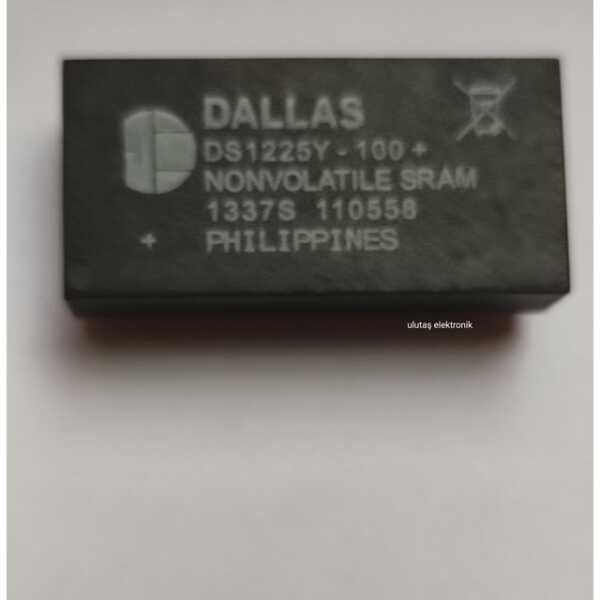 DALLAS
DS1225Y-100+
NONVOLATILE SRAM
1337S 110558
+ PHILIPPINES
ulutaş elektronik